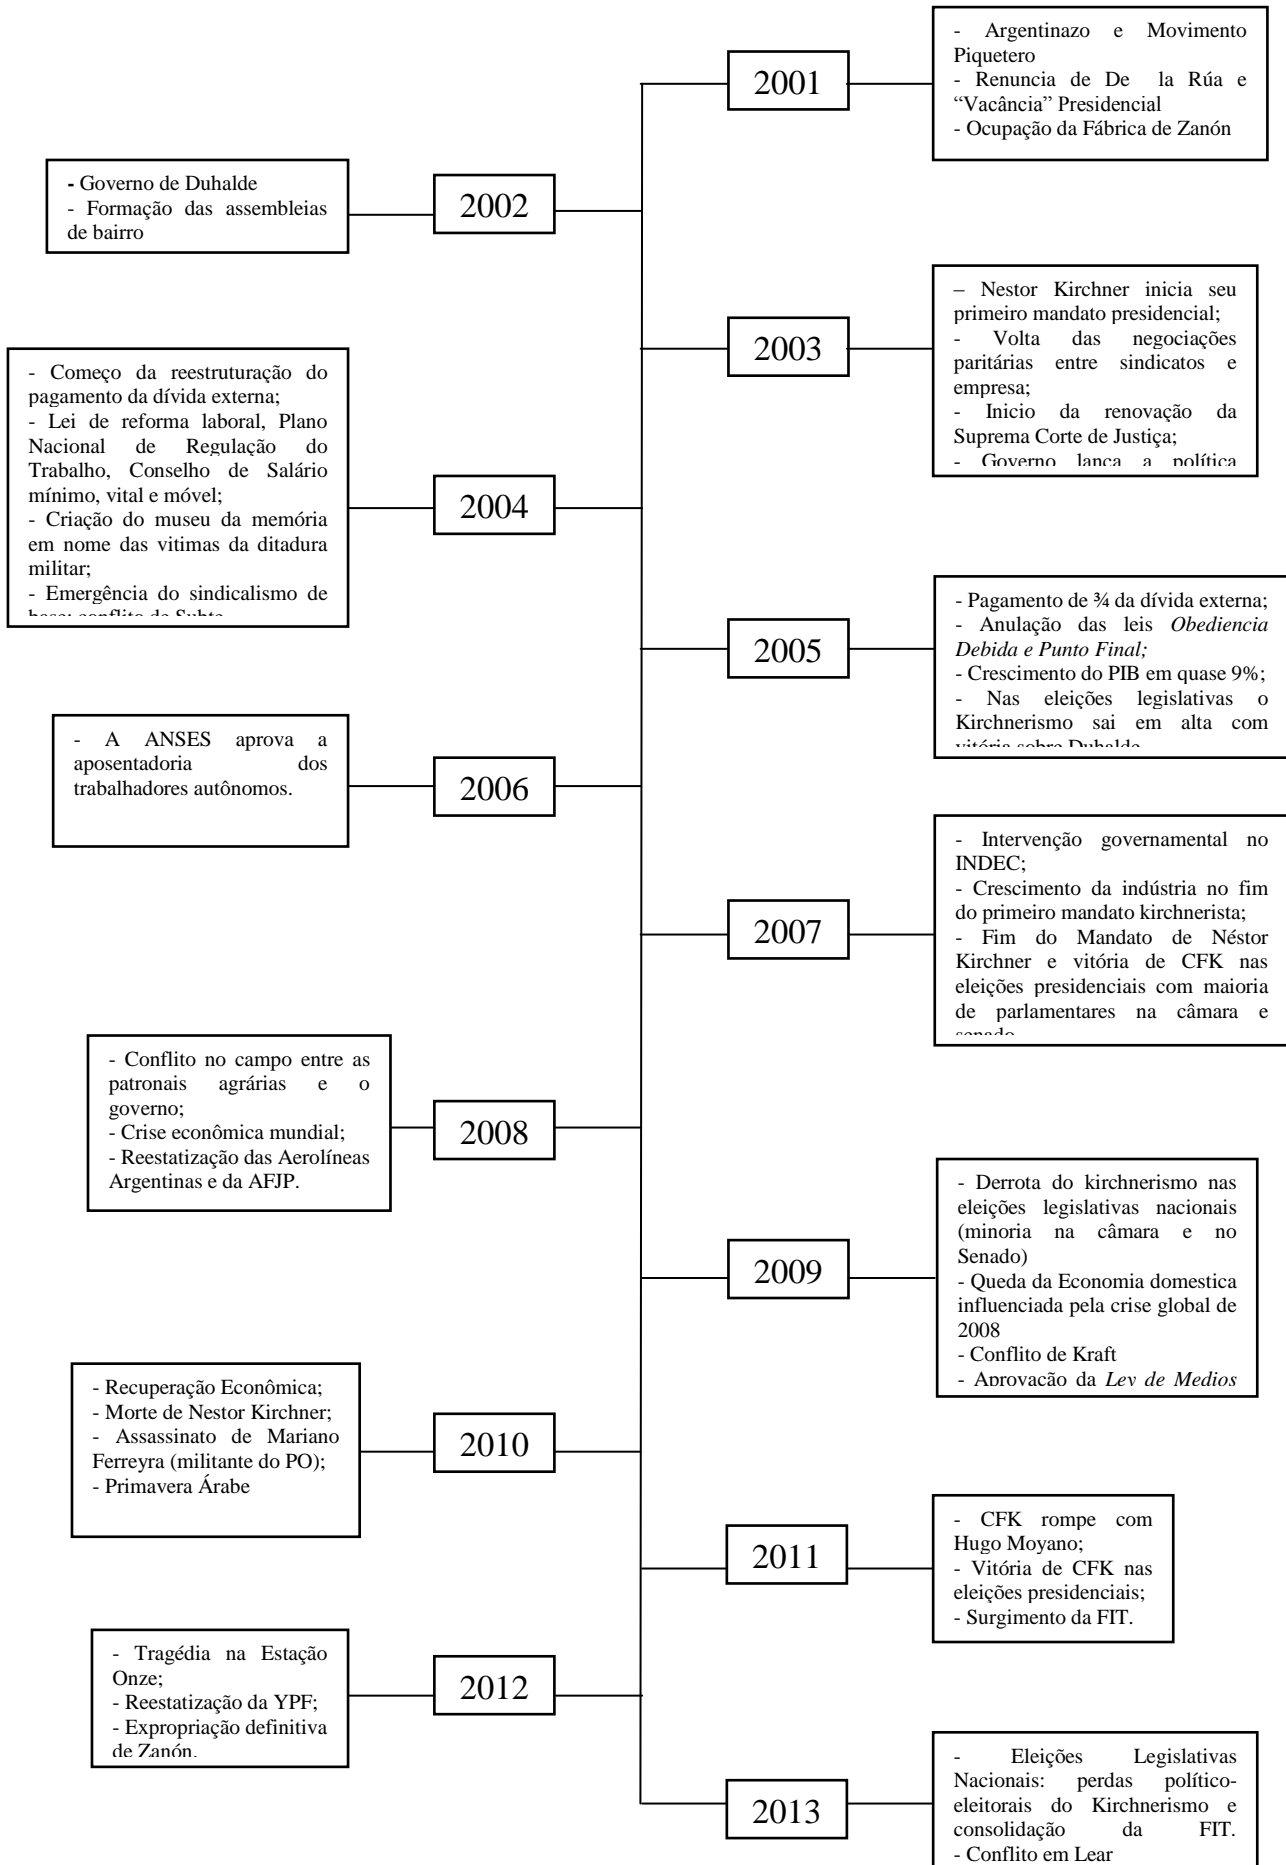 2001
- Argentinazo e Movimento
Piquetero
- Renuncia de De la Rúa e
“Vacância” Presidencial
- Ocupação da Fábrica de Zanón
2002
- Governo de Duhalde
- Formação das assembleias
de bairro
2003
– Nestor Kirchner inicia seu
primeiro mandato presidencial;
- Volta das negociações
paritárias entre sindicatos e
empresa;
- Inicio da renovação da
Suprema Corte de Justiça;
- Governo lança a política
2004
- Começo da reestruturação do
pagamento da dívida externa;
- Lei de reforma laboral, Plano
Nacional de Regulação do
Trabalho, Conselho de Salário
mínimo, vital e móvel;
- Criação do museu da memória
em nome das vitimas da ditadura
militar;
- Emergência do sindicalismo de
base: conflito de Subte
2005
- Pagamento de ¾ da dívida externa;
- Anulação das leis Obediencia
Debida e Punto Final;
- Crescimento do PIB em quase 9%;
- Nas eleições legislativas o
Kirchnerismo sai em alta com
vitória sobre Duhalde
2006
- A ANSES aprova a
aposentadoria dos
trabalhadores autônomos.
2007
- Intervenção governamental no
INDEC;
- Crescimento da indústria no fim
do primeiro mandato kirchnerista;
- Fim do Mandato de Néstor
Kirchner e vitória de CFK nas
eleições presidenciais com maioria
de parlamentares na câmara e
senado
2008
- Conflito no campo entre as
patronais agrárias e o
governo;
- Crise econômica mundial;
- Reestatização das Aerolíneas
Argentinas e da AFJP.
2009
- Derrota do kirchnerismo nas
eleições legislativas nacionais
(minoria na câmara e no
Senado)
- Queda da Economia domestica
influenciada pela crise global de
2008
- Conflito de Kraft
- Aprovação da Ley de Medios
2010
- Recuperação Econômica;
- Morte de Nestor Kirchner;
- Assassinato de Mariano
Ferreyra (militante do PO);
- Primavera Árabe
2011
- CFK rompe com
Hugo Moyano;
- Vitória de CFK nas
eleições presidenciais;
- Surgimento da FIT.
2012
- Tragédia na Estação
Onze;
- Reestatização da YPF;
- Expropriação definitiva
de Zanón.
2013
- Eleições Legislativas
Nacionais: perdas político-
eleitorais do Kirchnerismo e
consolidação da FIT.
- Conflito em Lear